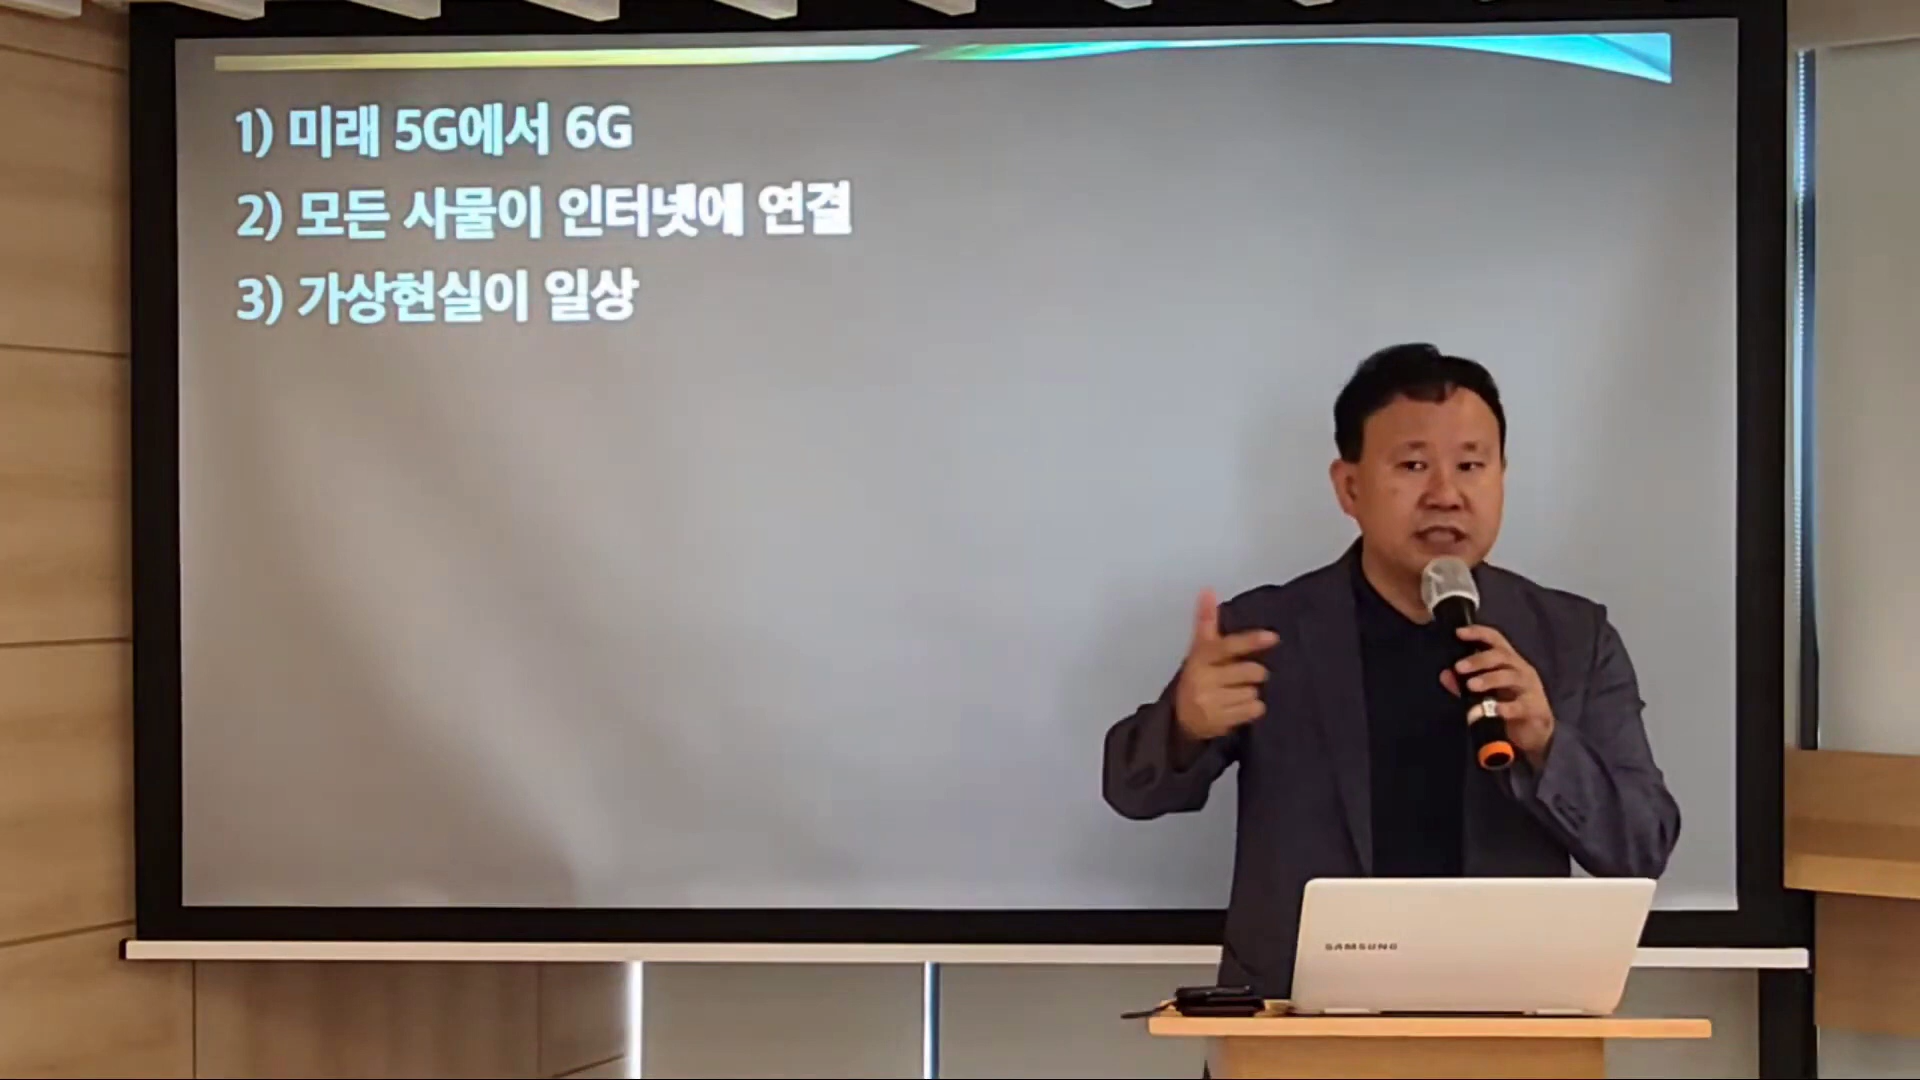 1) 미래 5G에서 6G
2) 모든 사물이 인터넷에 연결
3) 가상현실이 일상
SAMSUNG